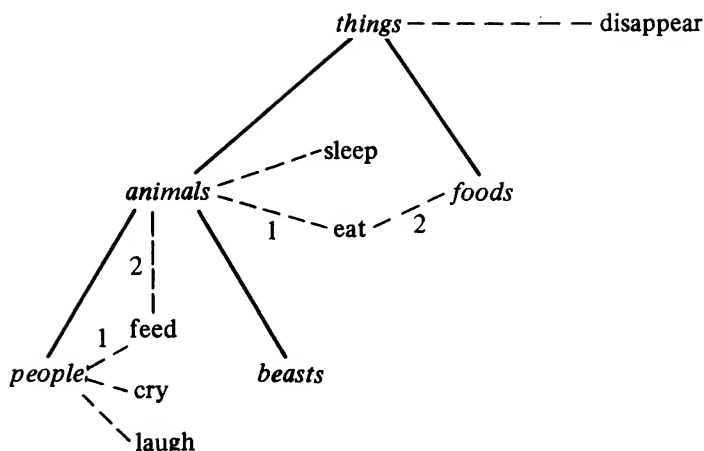 things disappear
sleep
animals foods
1 eat 2
2
1 feed
people beasts
cry
laugh